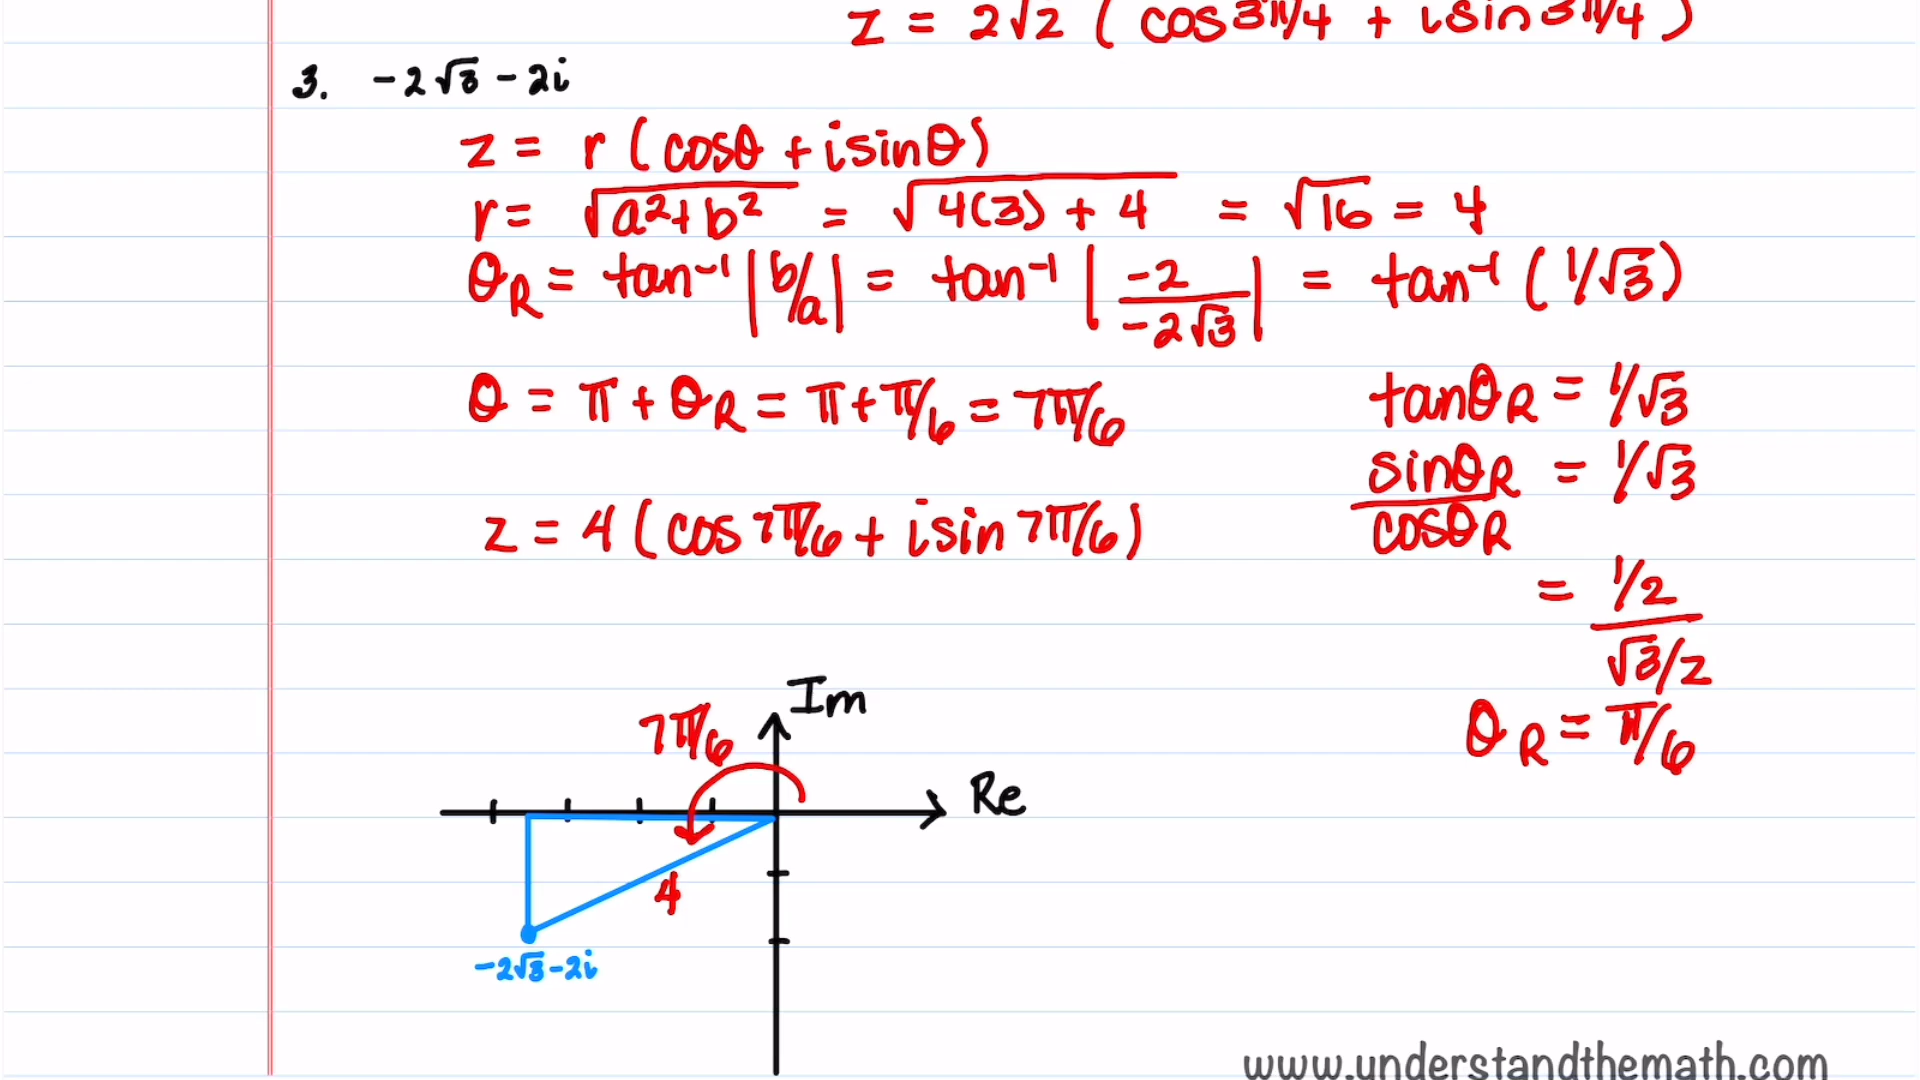 z = 2√2 ( cos 3π/4 + i sin 3π/4 )
3. -2√3 - 2i
z = r ( cosθ + i sinθ )
r = √a²+b² = √4(3) + 4 = √16 = 4
θR = tan⁻¹ |b/a| = tan⁻¹ | -2 / -2√3 | = tan⁻¹ ( 1/√3 )
θ = π + θR = π + π/6 = 7π/6
tanθR = 1/√3
sinθR / cosθR = 1/√3
z = 4 ( cos 7π/6 + i sin 7π/6 )
= 1/2 / √3/2
θR = π/6
Im
7π/6
Re
4
-2√3-2i
www.understandthemath.com